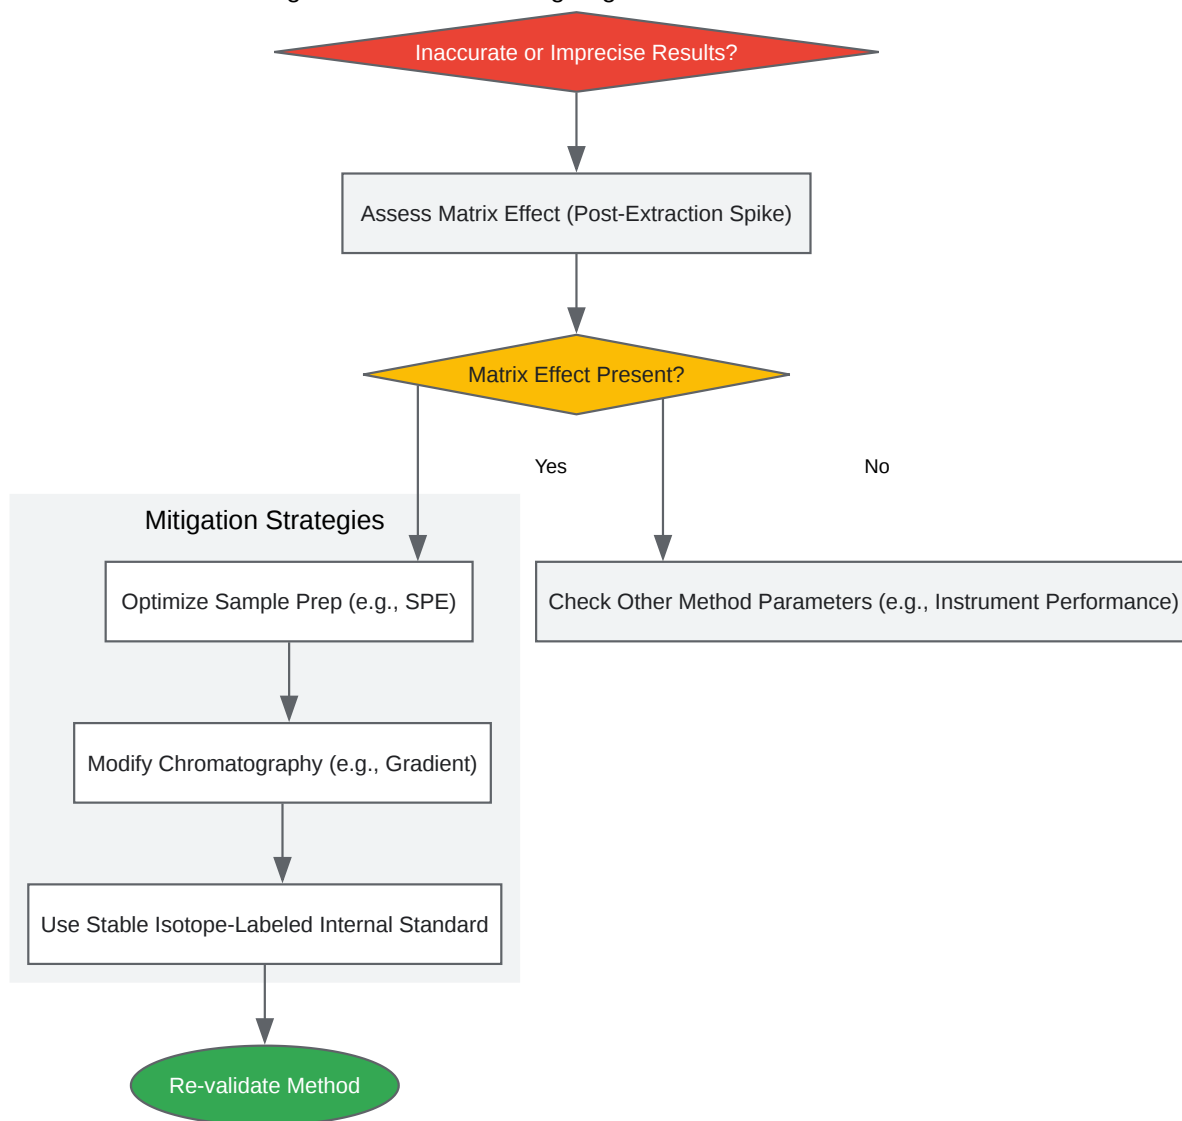 Inaccurate or Imprecise Results?
Assess Matrix Effect (Post-Extraction Spike)
Matrix Effect Present?
Yes
No
Mitigation Strategies
Optimize Sample Prep (e.g., SPE)
Check Other Method Parameters (e.g., Instrument Performance)
Modify Chromatography (e.g., Gradient)
Use Stable Isotope-Labeled Internal Standard
Re-validate Method